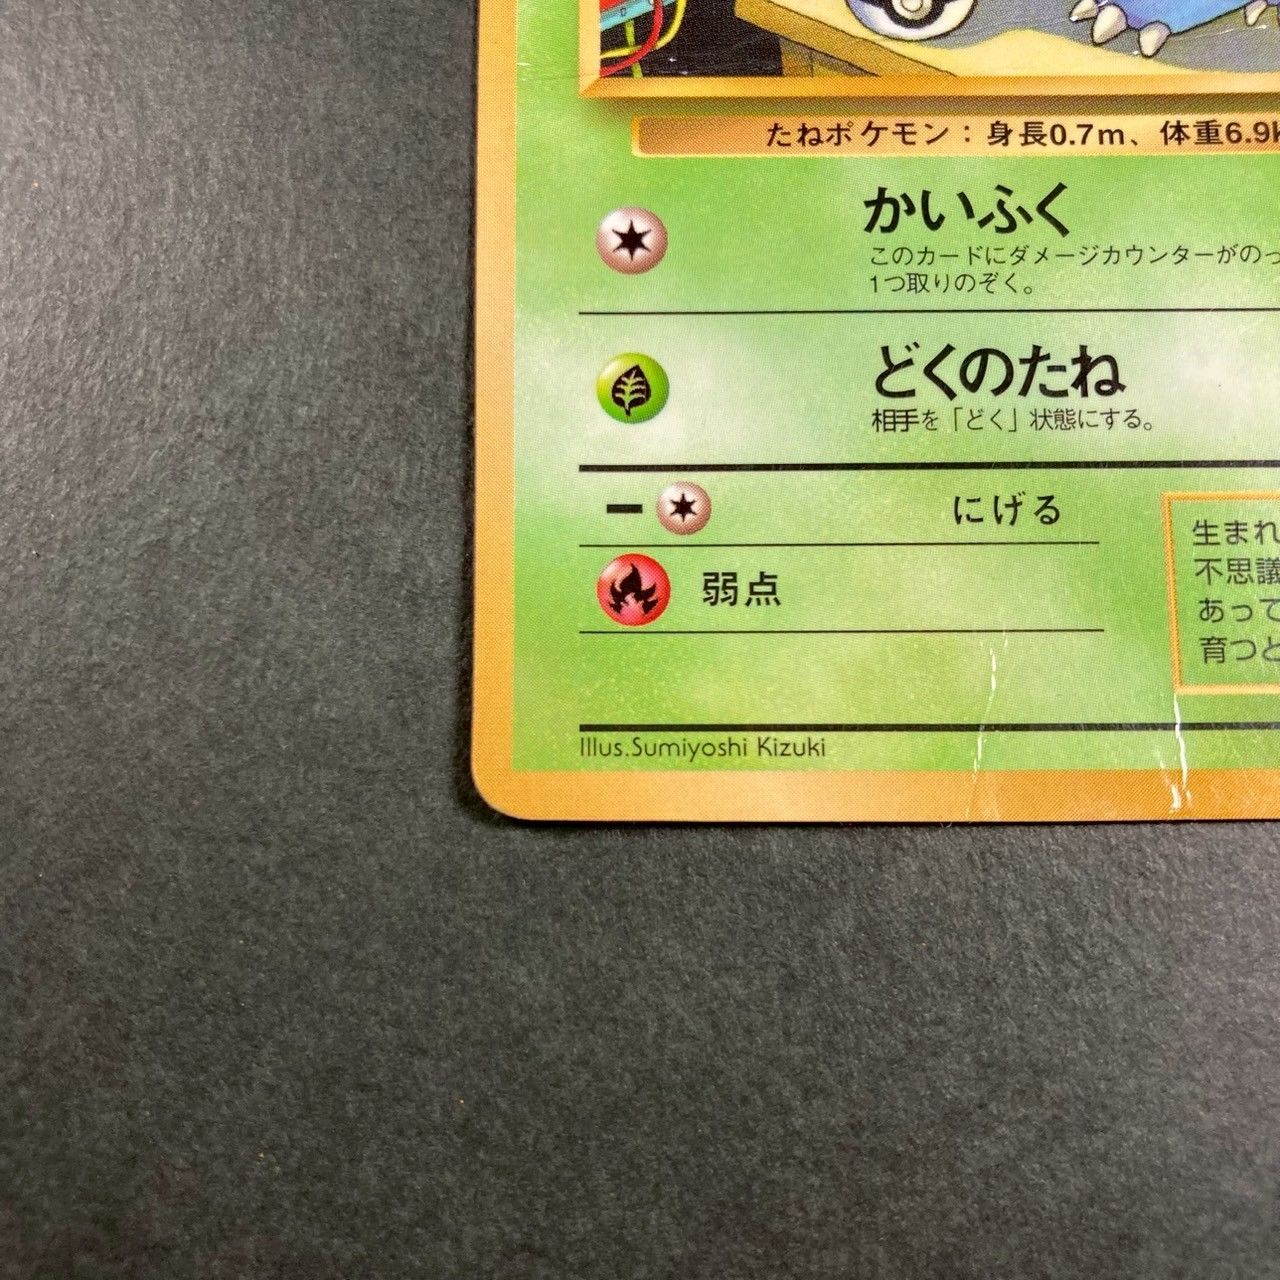 たねポケモン：身長0.7m、体重6.9k
かいふく
このカードにダメージカウンターがのっ
1つ取りのぞく。
どくのたね
相手を「どく」状態にする。
にげる
弱点
生まれ
不思議
あって
育つと
Illus.Sumiyoshi Kizuki